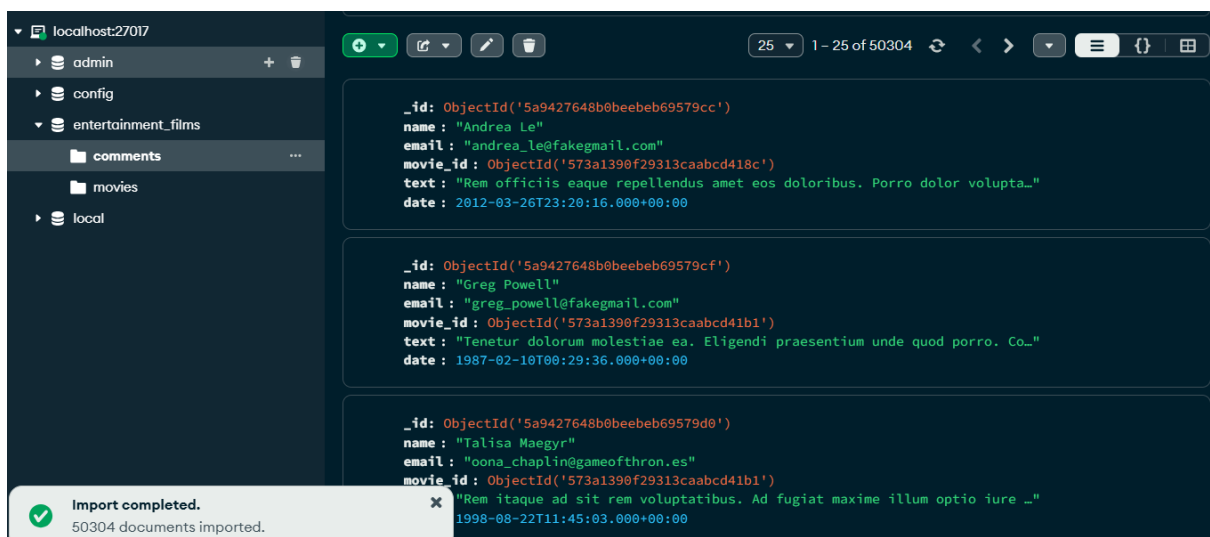 localhost:27017
admin
config
entertainment_films
comments
movies
local
25 1 – 25 of 50304
{}
_id: ObjectId('5a9427648b0beebeb69579cc')
name : "Andrea Le"
email : "andrea_le@fakegmail.com"
movie_id : ObjectId('573a1390f29313caabcd418c')
text : "Rem officiis eaque repellendus amet eos doloribus. Porro dolor volupta…"
date : 2012-03-26T23:20:16.000+00:00
_id: ObjectId('5a9427648b0beebeb69579cf')
name : "Greg Powell"
email : "greg_powell@fakegmail.com"
movie_id : ObjectId('573a1390f29313caabcd41b1')
text : "Tenetur dolorum molestiae ea. Eligendi praesentium unde quod porro. Co…"
date : 1987-02-10T00:29:36.000+00:00
_id: ObjectId('5a9427648b0beebeb69579d0')
name : "Talisa Maegyr"
email : "oona_chaplin@gameofthron.es"
movie_id : ObjectId('573a1390f29313caabcd41b1')
"Rem itaque ad sit rem voluptatibus. Ad fugiat maxime illum optio iure …"
1998-08-22T11:45:03.000+00:00
Import completed.
50304 documents imported.